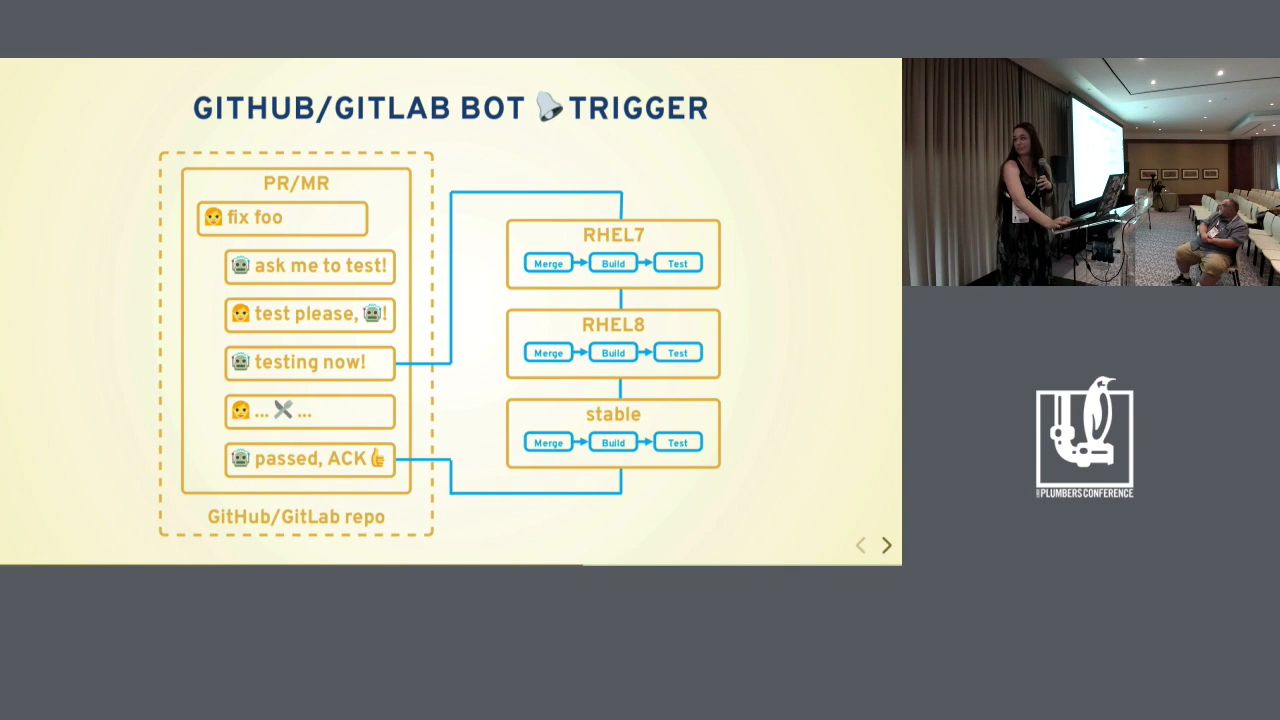 GITHUB/GITLAB BOT 🔔 TRIGGER
PR/MR
👩 fix foo
🤖 ask me to test!
👩 test please, 🤖!
🤖 testing now!
👩 ... ⚔ ...
🤖 passed, ACK👍
GitHub/GitLab repo
RHEL7
Merge Build Test
RHEL8
Merge Build Test
stable
Merge Build Test
PLUMBERS CONFERENCE